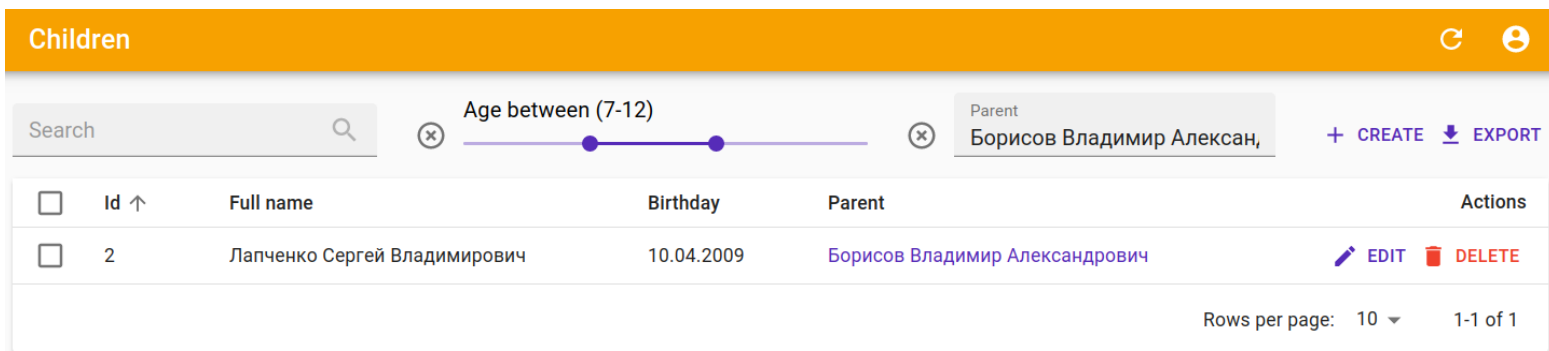 Children
Search
Age between (7-12)
Parent
Борисов Владимир Алексан,
+ CREATE
EXPORT
Id Full name Birthday Parent Actions
2 Лапченко Сергей Владимирович 10.04.2009 Борисов Владимир Александрович EDIT DELETE
Rows per page: 10 1-1 of 1